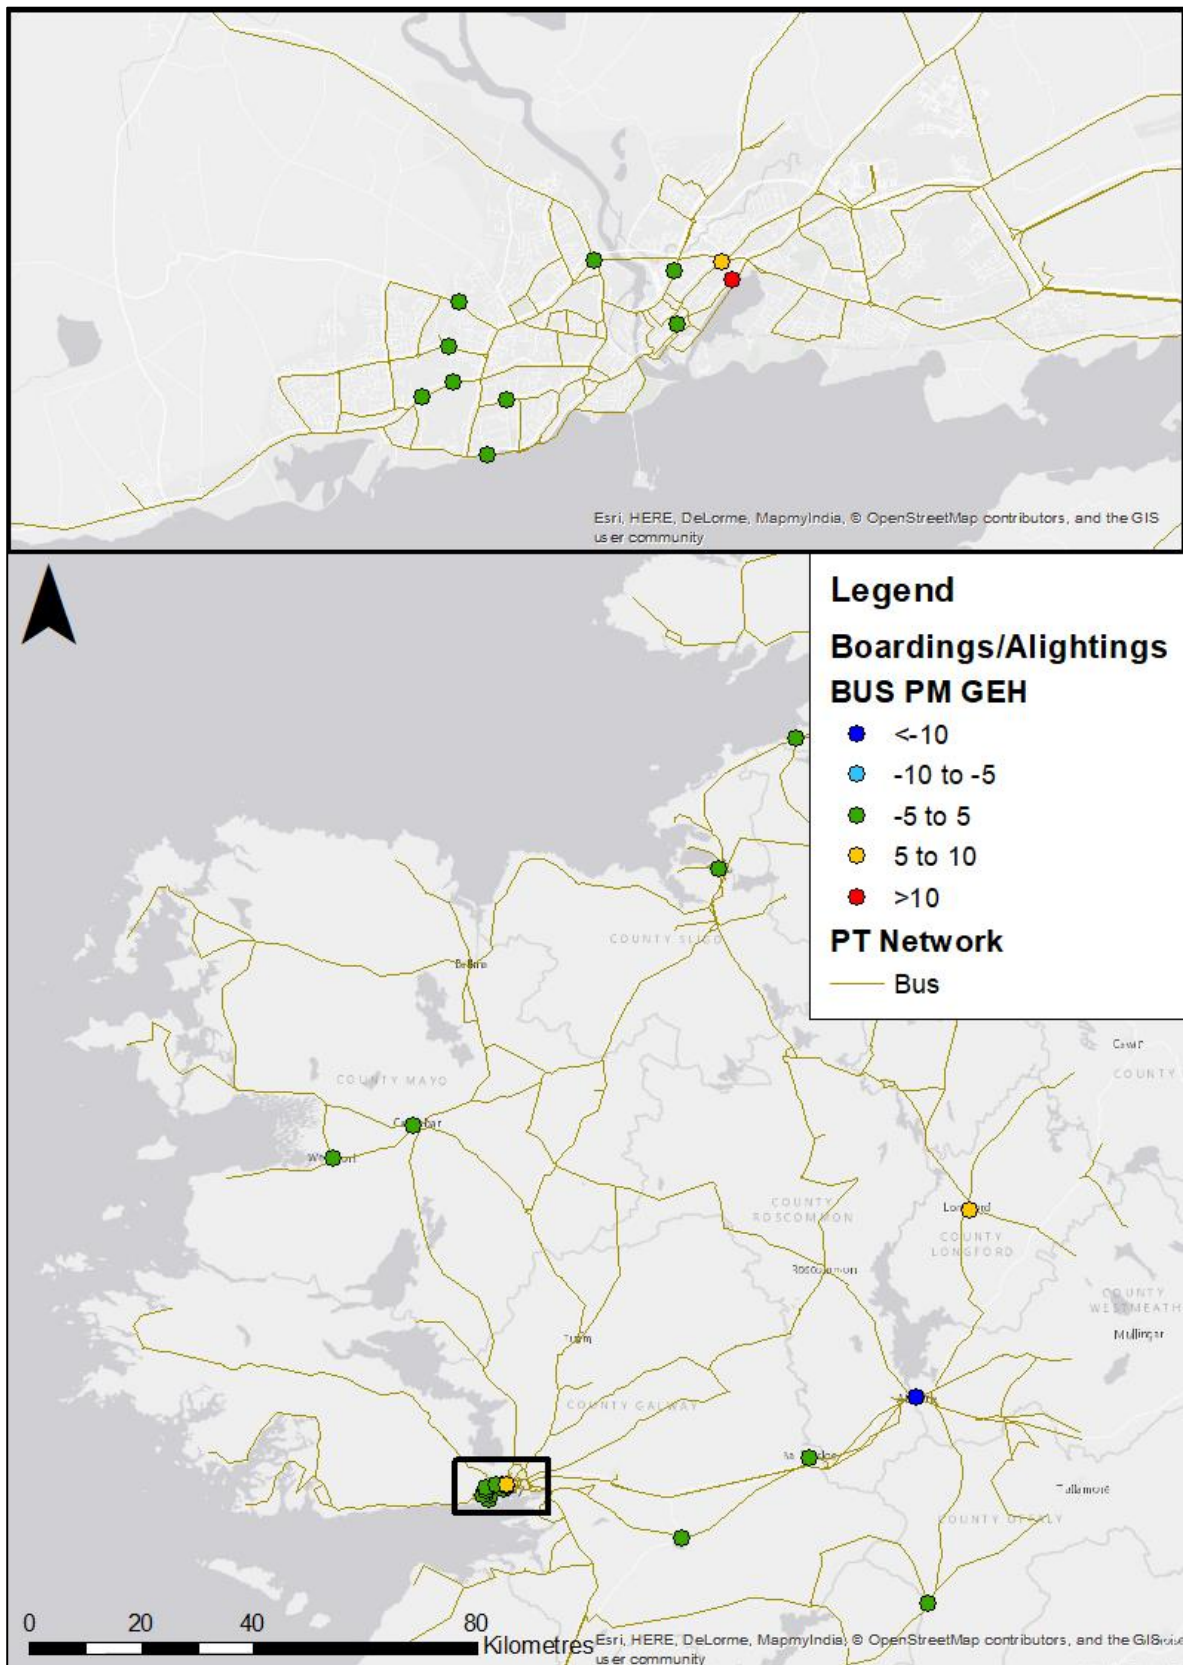 Esri, HERE, DeLorme, MapmyIndia, © OpenStreetMap contributors, and the GIS
user community
Legend
Boardings/Alightings
BUS PM GEH
<-10
-10 to -5
-5 to 5
5 to 10
>10
PT Network
Bus
COUNTY SLIGO
Cavan
COUNTY
COUNTY MAYO
COUNTY
ROSCOMMON
COUNTY
LONGFORD
Roscommon
COUNTY
WESTMEATH
Mullingar
Tuam
COUNTY GALWAY
Tullamore
COUNTY OFFALY
0 20 40 80
Kilometres
Esri, HERE, DeLorme, MapmyIndia, © OpenStreetMap contributors, and the GIS
user community